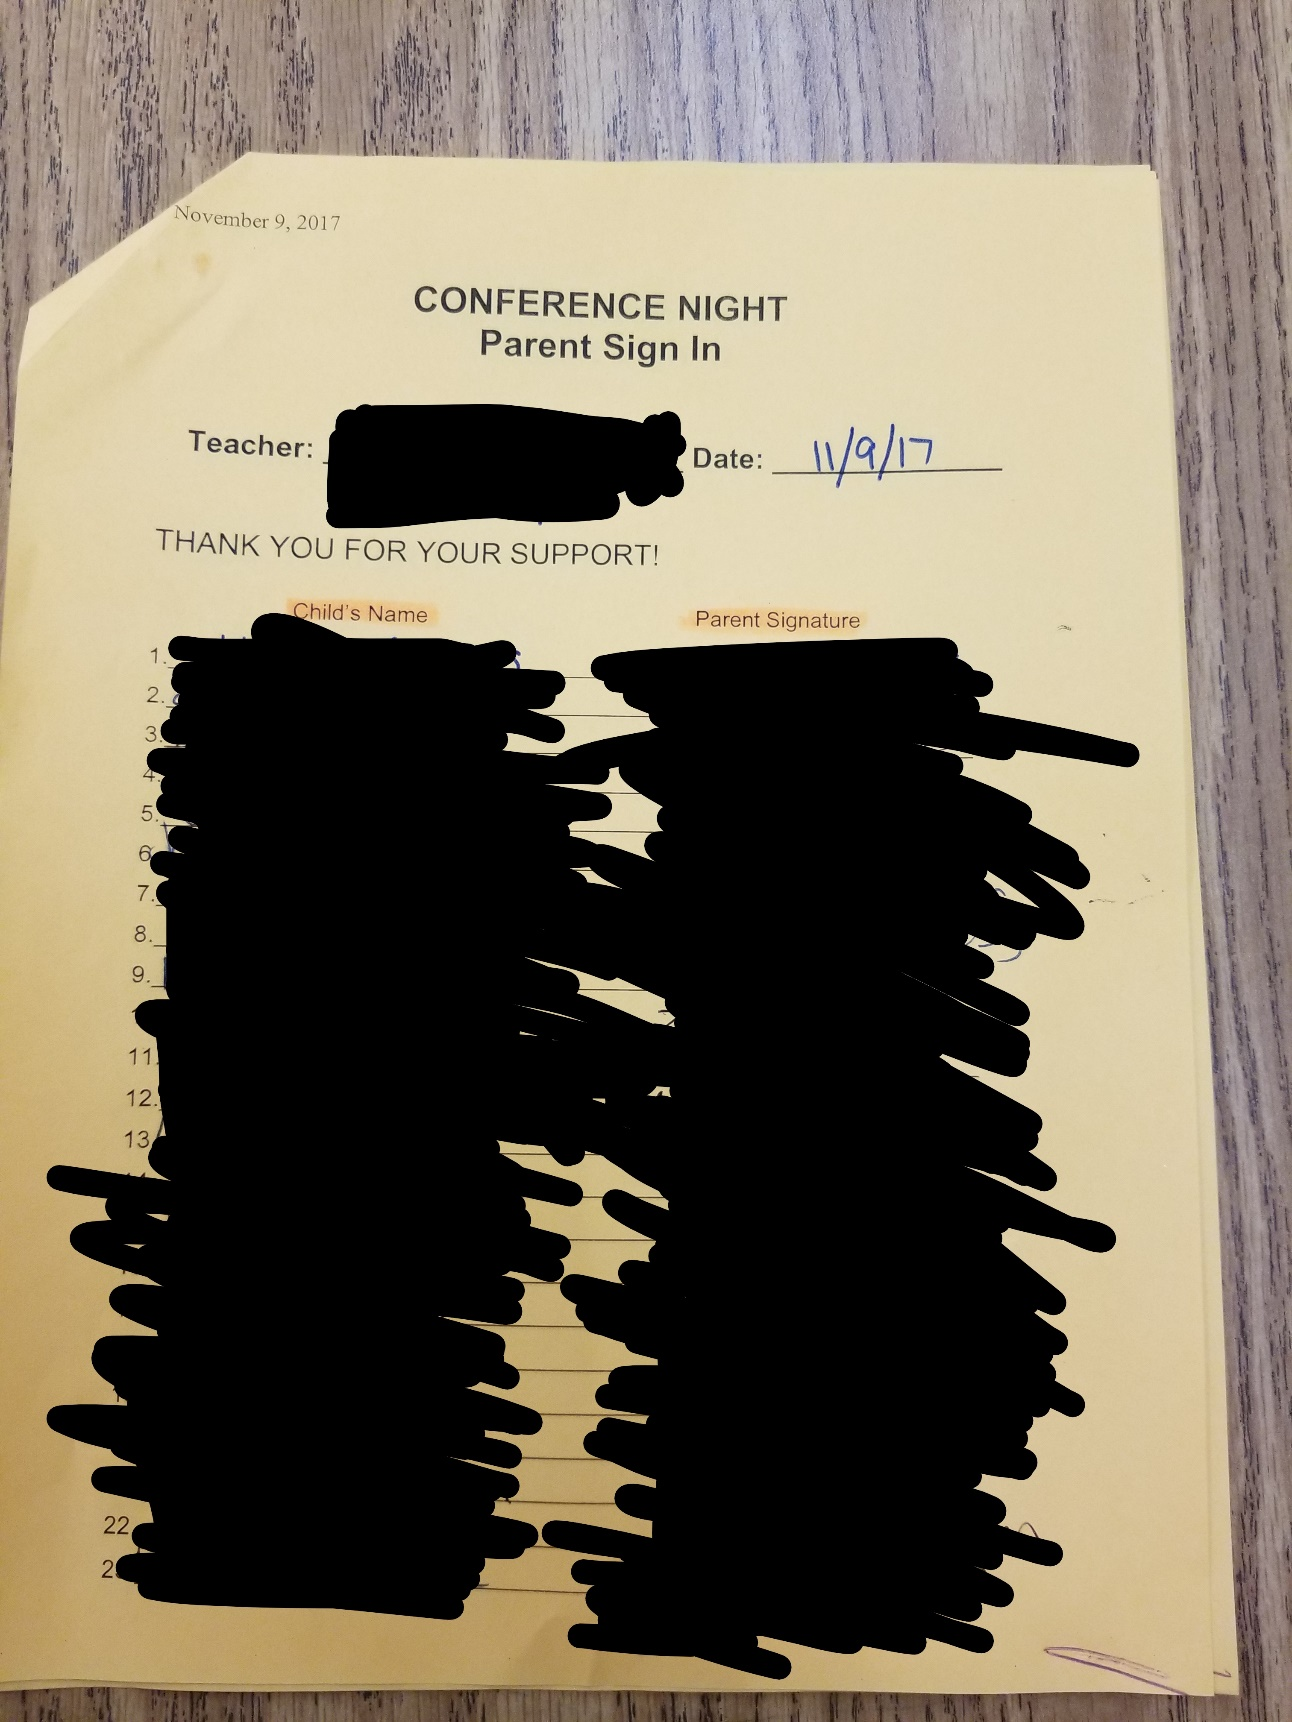 November 9, 2017
CONFERENCE NIGHT
Parent Sign In
Teacher: Date: 11/9/17
THANK YOU FOR YOUR SUPPORT!
Child's Name Parent Signature
1.
2.
3.
4.
5.
6
7.
8.
9.
11.
12.
13
22